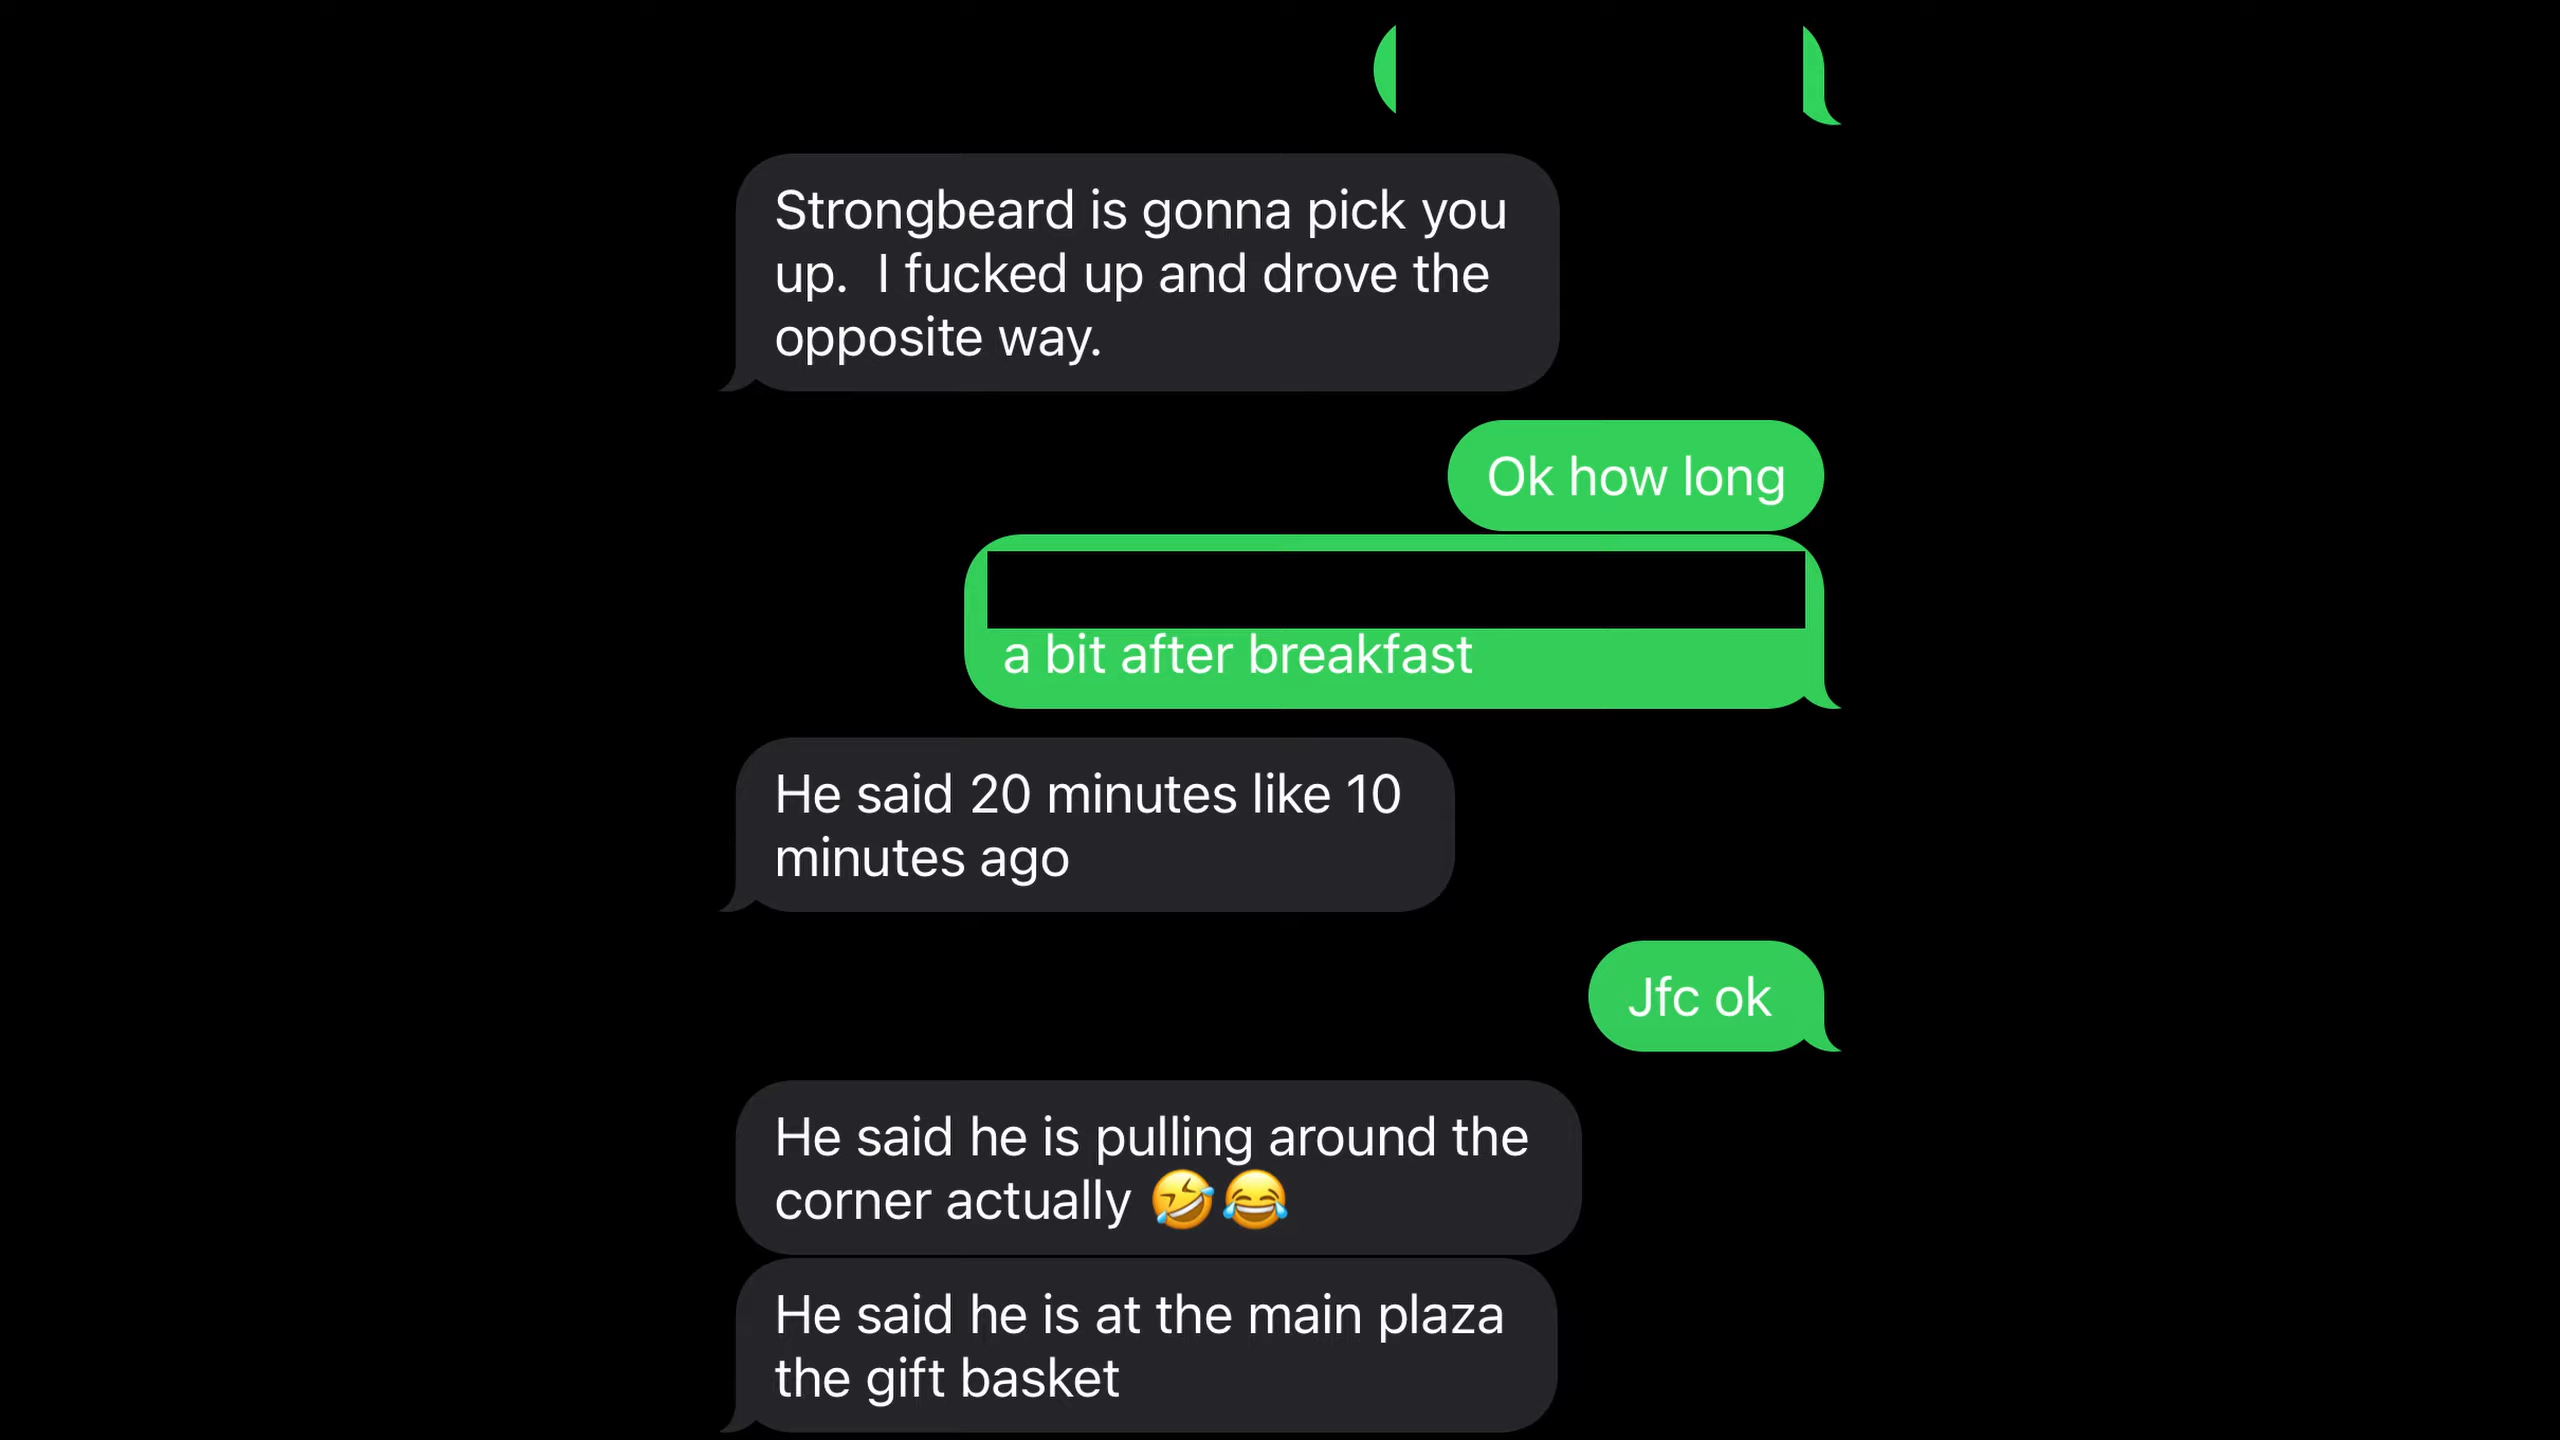 Strongbeard is gonna pick you
up.  I fucked up and drove the
opposite way.
Ok how long
a bit after breakfast
He said 20 minutes like 10
minutes ago
Jfc ok
He said he is pulling around the
corner actually 🤣😂
He said he is at the main plaza
the gift basket